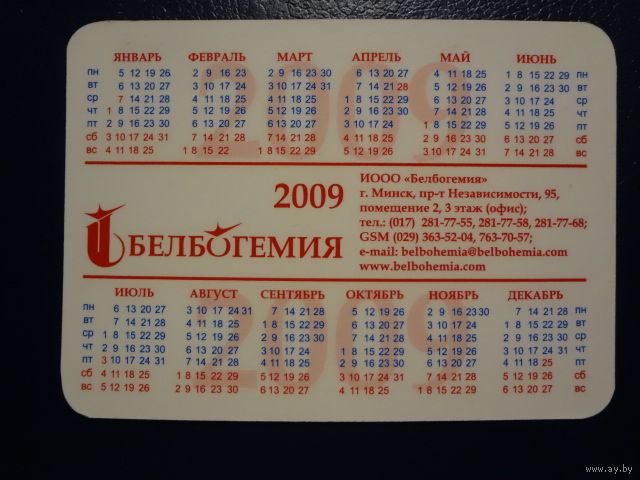 ЯНВАРЬ ФЕВРАЛЬ МАРТ АПРЕЛЬ МАЙ ИЮНЬ
пн 5 12 19 26 2 9 16 23 2 9 16 23 30 6 13 20 27 4 11 18 25 1 8 15 22 29 пн
вт 6 13 20 27 3 10 17 24 3 10 17 24 31 7 14 21 28 5 12 19 26 2 9 16 23 30 вт
ср 7 14 21 28 4 11 18 25 4 11 18 25 1 8 15 22 29 6 13 20 27 3 10 17 24 ср
чт 1 8 15 22 29 5 12 19 26 5 12 19 26 2 9 16 23 30 7 14 21 28 4 11 18 25 чт
пт 2 9 16 23 30 6 13 20 27 6 13 20 27 3 10 17 24 1 8 15 22 29 5 12 19 26 пт
сб 3 10 17 24 31 7 14 21 28 7 14 21 28 4 11 18 25 2 9 16 23 30 6 13 20 27 сб
вс 4 11 18 25 1 8 15 22 1 8 15 22 29 5 12 19 26 3 10 17 24 31 7 14 21 28 вс
2009
БЕЛБОГЕМИЯ
ИООО «Белбогемия»
г. Минск, пр-т Независимости, 95,
помещение 2, 3 этаж (офис);
тел.: (017) 281-77-55, 281-77-58, 281-77-68;
GSM (029) 363-52-04, 763-70-57;
e-mail: belbohemia@belbohemia.com
www.belbohemia.com
ИЮЛЬ АВГУСТ СЕНТЯБРЬ ОКТЯБРЬ НОЯБРЬ ДЕКАБРЬ
пн 6 13 20 27 3 10 17 24/31 7 14 21 28 5 12 19 26 2 9 16 23 30 7 14 21 28 пн
вт 7 14 21 28 4 11 18 25 1 8 15 22 29 6 13 20 27 3 10 17 24 1 8 15 22 29 вт
ср 1 8 15 22 29 5 12 19 26 2 9 16 23 30 7 14 21 28 4 11 18 25 2 9 16 23 30 ср
чт 2 9 16 23 30 6 13 20 27 3 10 17 24 1 8 15 22 29 5 12 19 26 3 10 17 24 31 чт
пт 3 10 17 24 31 7 14 21 28 4 11 18 25 2 9 16 23 30 6 13 20 27 4 11 18 25 пт
сб 4 11 18 25 1 8 15 22 29 5 12 19 26 3 10 17 24 31 7 14 21 28 5 12 19 26 сб
вс 5 12 19 26 2 9 16 23 30 6 13 20 27 4 11 18 25 1 8 15 22 29 6 13 20 27 вс
2009
2009
www.ay.by